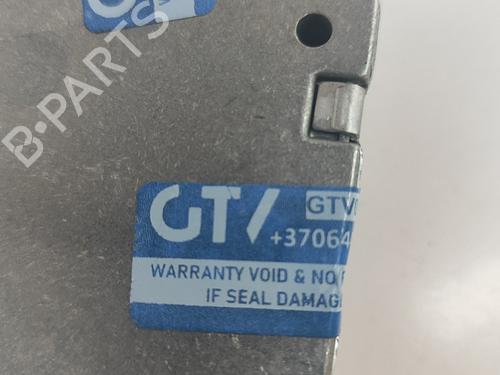 B-PARTS
GTV
GTV
+37064
WARRANTY VOID & NO
IF SEAL DAMAG